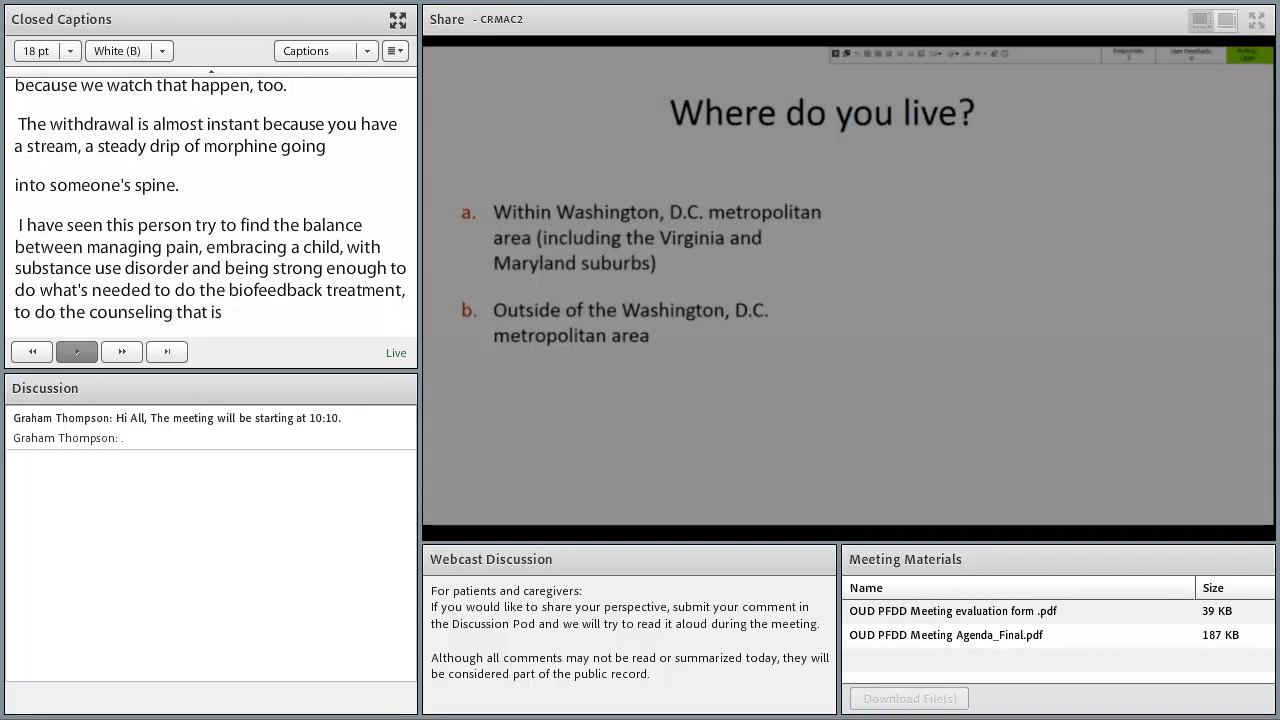 Closed Captions
18 pt
White (B)
Captions
because we watch that happen, too.
The withdrawal is almost instant because you have
a stream, a steady drip of morphine going
into someone's spine.
I have seen this person try to find the balance
between managing pain, embracing a child, with
substance use disorder and being strong enough to
do what's needed to do the biofeedback treatment,
to do the counseling that is
Live
Discussion
Graham Thompson: Hi All, The meeting will be starting at 10:10.
Graham Thompson: .
Share - CRMAC2
Where do you live?
a. Within Washington, D.C. metropolitan
area (including the Virginia and
Maryland suburbs)
b. Outside of the Washington, D.C.
metropolitan area
Webcast Discussion
For patients and caregivers:
If you would like to share your perspective, submit your comment in
the Discussion Pod and we will try to read it aloud during the meeting.
Although all comments may not be read or summarized today, they will
be considered part of the public record.
Meeting Materials
Name Size
OUD PFDD Meeting evaluation form .pdf 39 KB
OUD PFDD Meeting Agenda_Final.pdf 187 KB
Download File(s)